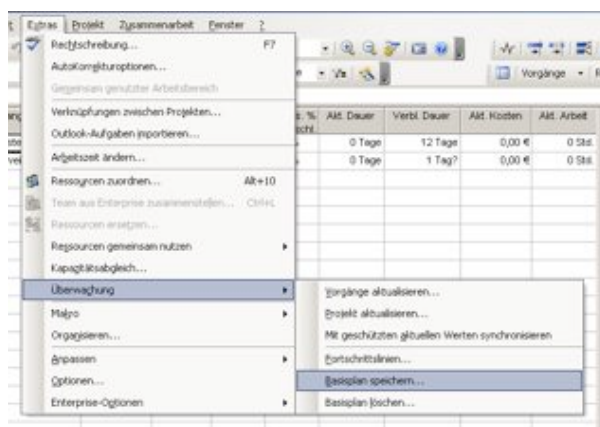 Extras Projekt Zusammenarbeit Fenster ?
Rechtschreibung... F7
AutoKorrekturoptionen...
Gemeinsam genutzter Arbeitsbereich
Verknüpfungen zwischen Projekten...
Outlook-Aufgaben importieren...
Arbeitszeit ändern...
Ressourcen zuordnen... Alt+10
Team aus Enterprise zusammenstellen... Ctrl+L
Ressourcen ersetzen...
Ressourcen gemeinsam nutzen
Kapazitätsabgleich...
Überwachung
Makro
Organisieren...
Anpassen
Optionen...
Enterprise-Optionen
Vorgänge aktualisieren...
Projekt aktualisieren...
Mit geschützten aktuellen Werten synchronisieren
Fortschrittslinien...
Basisplan speichern...
Basisplan löschen...
Vorgänge
% Akt. Dauer Verbl. Dauer Akt. Kosten Akt. Arbeit
0 Tage 12 Tage 0,00 € 0 Std.
0 Tage 1 Tag? 0,00 € 0 Std.